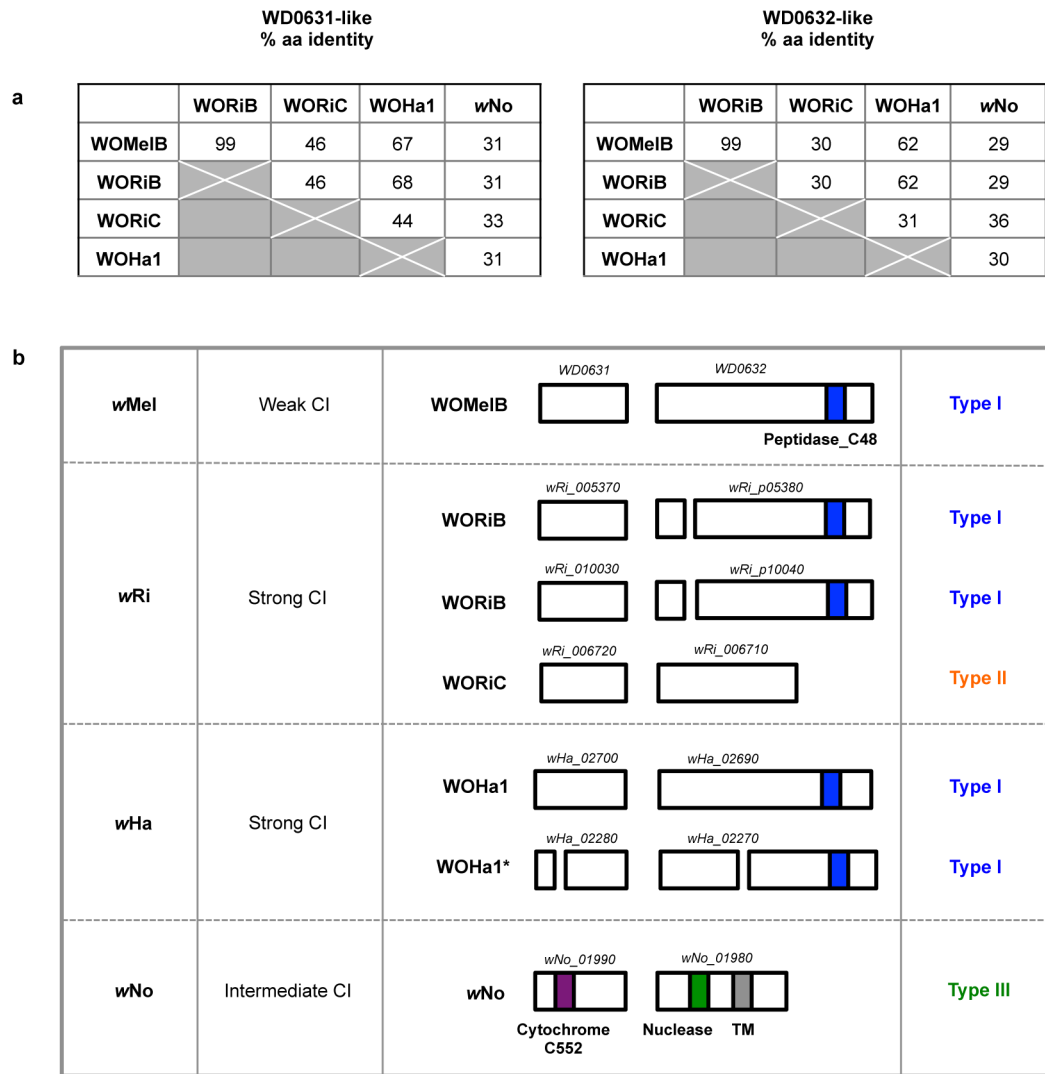 WD0631-like
% aa identity
WD0632-like
% aa identity
a
WORiB WORiC WOHa1 wNo
WOMelB 99 46 67 31
WORiB 46 68 31
WORiC 44 33
WOHa1 31
WORiB WORiC WOHa1 wNo
WOMelB 99 30 62 29
WORiB 30 62 29
WORiC 31 36
WOHa1 30
b
WD0631 WD0632
wMel Weak CI WOMelB Type I
Peptidase_C48
wRi_005370 wRi_p05380
WORiB Type I
wRi_010030 wRi_p10040
wRi Strong CI WORiB Type I
wRi_006720 wRi_006710
WORiC Type II
wHa_02700 wHa_02690
WOHa1 Type I
wHa Strong CI
wHa_02280 wHa_02270
WOHa1* Type I
wNo_01990 wNo_01980
wNo Intermediate CI wNo Type III
Cytochrome Nuclease TM
C552